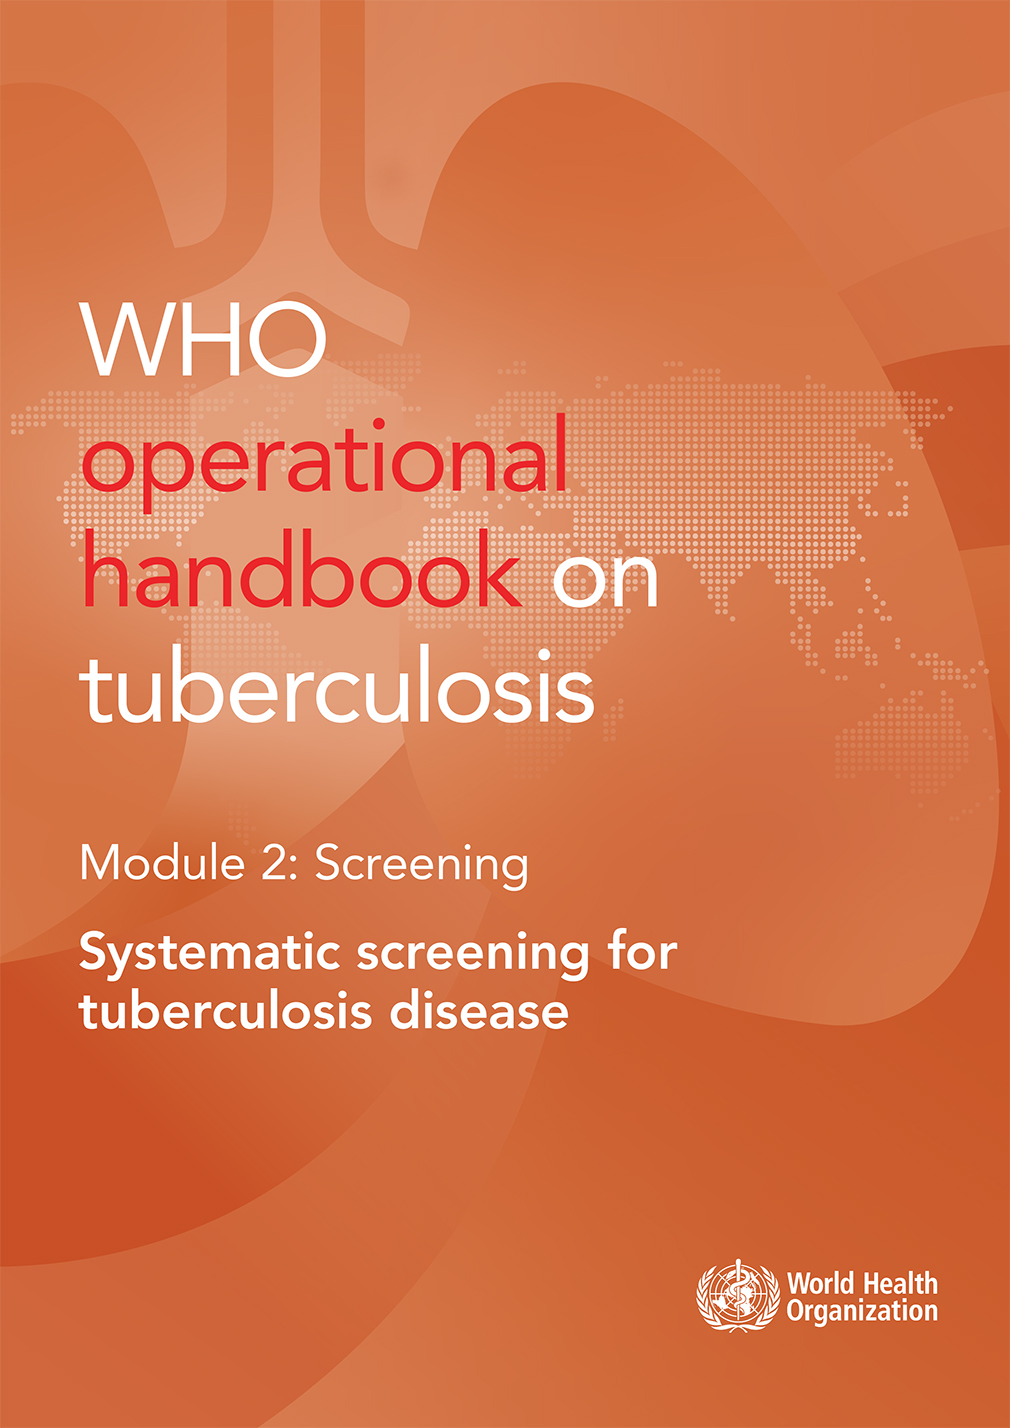 WHO
operational
handbook on
tuberculosis
Module 2: Screening
Systematic screening for
tuberculosis disease
World Health
Organization